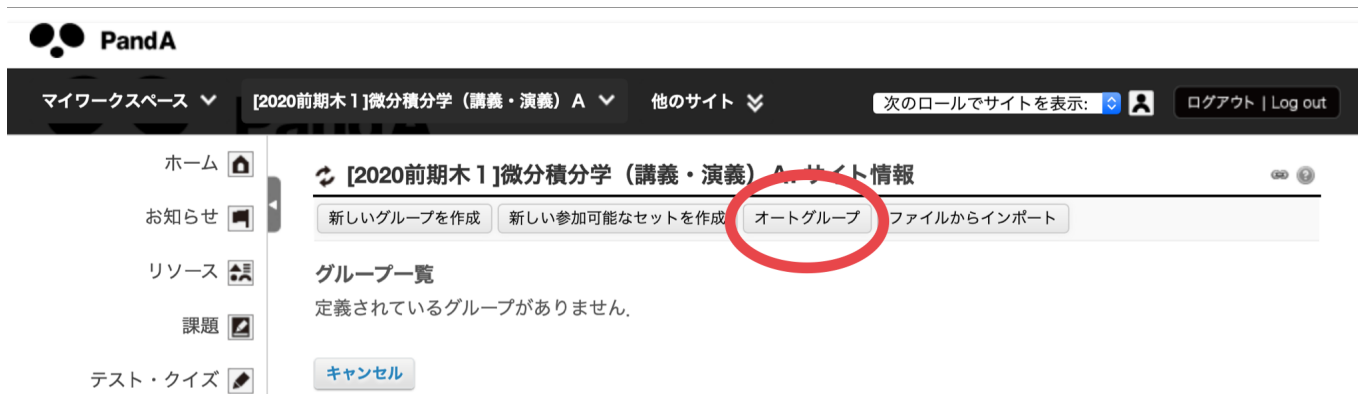 PandA
マイワークスペース [2020前期木1]微分積分学（講義・演義）A 他のサイト 次のロールでサイトを表示: ログアウト | Log out
ホーム
[2020前期木1]微分積分学（講義・演義）A: サイト情報
お知らせ
新しいグループを作成 新しい参加可能なセットを作成 オートグループ ファイルからインポート
リソース
グループ一覧
定義されているグループがありません.
課題
テスト・クイズ
キャンセル